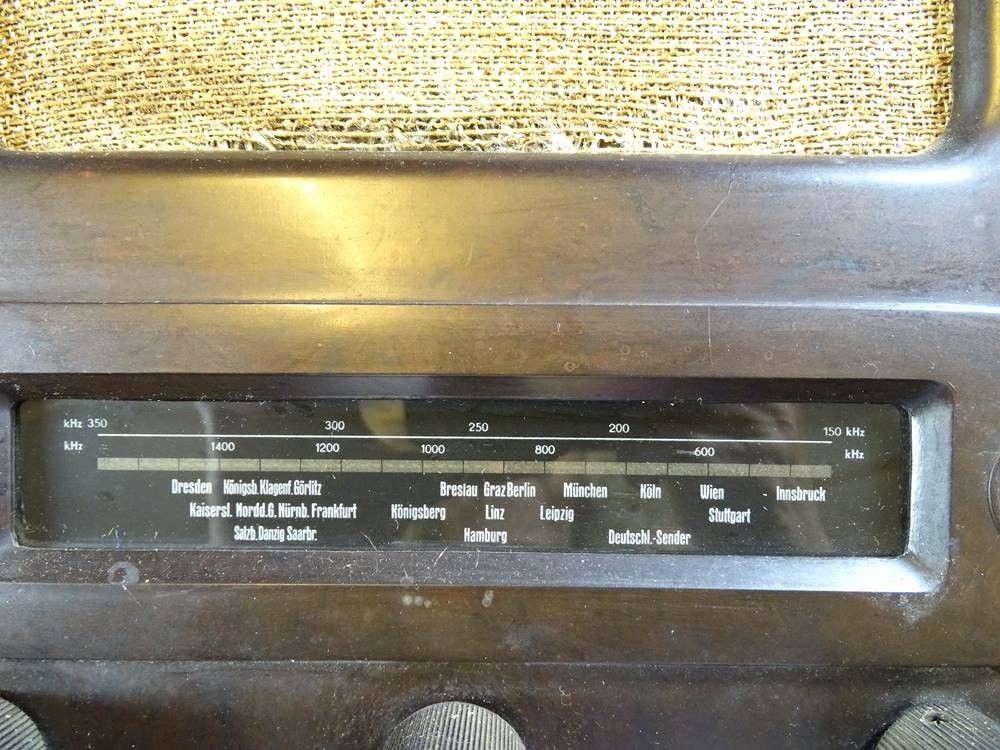 kHz 350 300 250 200 150 kHz
kHz 1400 1200 1000 800 600 kHz
Dresden Königsb. Klagenf. Görlitz Breslau Graz Berlin München Köln Wien Innsbruck
Kaisersl. Nordd.G. Nürnb. Frankfurt Königsberg Linz Leipzig Stuttgart
Salzb. Danzig Saarbr. Hamburg Deutschl.-Sender